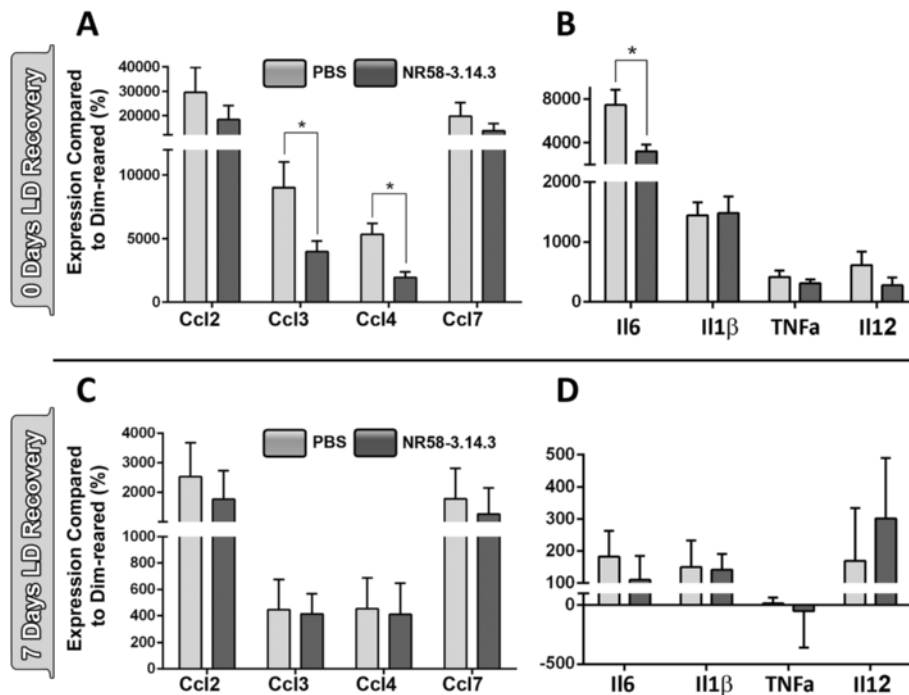 A
B
0 Days LD Recovery
Expression Compared
to Dim-reared (%)
PBS
NR58-3.14.3
40000
30000
20000
10000
5000
0
*
*
Ccl2
Ccl3
Ccl4
Ccl7
8000
4000
2000
1000
0
*
Il6
Il1β
TNFa
Il12
C
D
7 Days LD Recovery
Expression Compared
to Dim-reared (%)
PBS
NR58-3.14.3
4000
3000
2000
1000
1000
800
600
400
200
0
Ccl2
Ccl3
Ccl4
Ccl7
500
400
300
200
100
0
-500
Il6
Il1β
TNFa
Il12